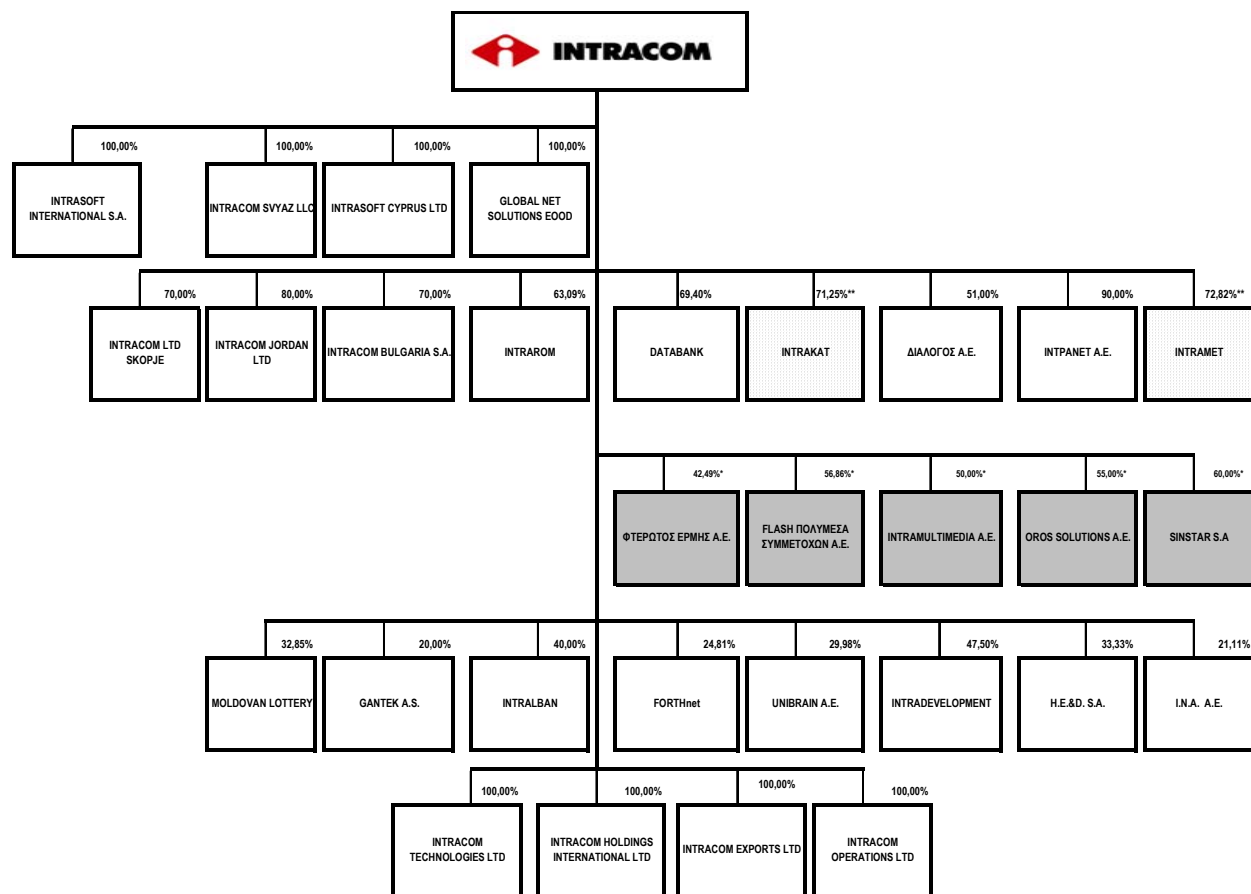 INTRACOM
100,00% 100,00% 100,00% 100,00%
INTRASOFT
INTERNATIONAL S.A.
INTRACOM SVYAZ LLC
INTRASOFT CYPRUS LTD
GLOBAL NET
SOLUTIONS EOOD
70,00% 80,00% 70,00% 63,09% 69,40% 71,25%** 51,00% 90,00% 72,82%**
INTRACOM LTD
SKOPJE
INTRACOM JORDAN
LTD
INTRACOM BULGARIA S.A.
INTRAROM
DATABANK
INTRAKAT
ΔΙΑΛΟΓΟΣ Α.Ε.
ΙΝΤΡΑΝΕΤ Α.Ε.
INTRAMET
42,49%* 56,86%* 50,00%* 55,00%* 60,00%*
ΦΤΕΡΩΤΟΣ ΕΡΜΗΣ Α.Ε.
FLASH ΠΟΛΥΜΕΣΑ
ΣΥΜΜΕΤΟΧΩΝ Α.Ε.
INTRAMULTIMEDIA Α.Ε.
OROS SOLUTIONS Α.Ε.
SINSTAR S.A
32,85% 20,00% 40,00% 24,81% 29,98% 47,50% 33,33% 21,11%
MOLDOVAN LOTTERY
GANTEK A.S.
INTRALBAN
FORTHnet
UNIBRAIN A.E.
INTRADEVELOPMENT
H.E.&D. S.A.
I.N.A. A.E.
100,00% 100,00% 100,00% 100,00%
INTRACOM
TECHNOLOGIES LTD
INTRACOM HOLDINGS
INTERNATIONAL LTD
INTRACOM EXPORTS LTD
INTRACOM
OPERATIONS LTD